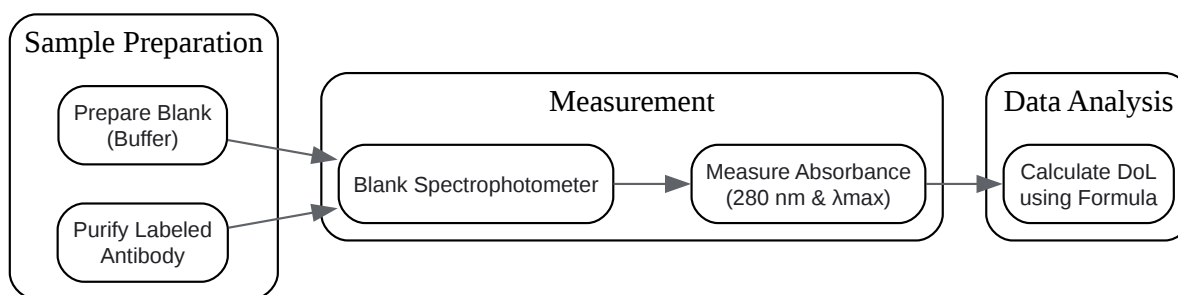 Sample Preparation
Prepare Blank
(Buffer)
Purify Labeled
Antibody
Measurement
Blank Spectrophotometer
Measure Absorbance
(280 nm & λmax)
Data Analysis
Calculate DoL
using Formula